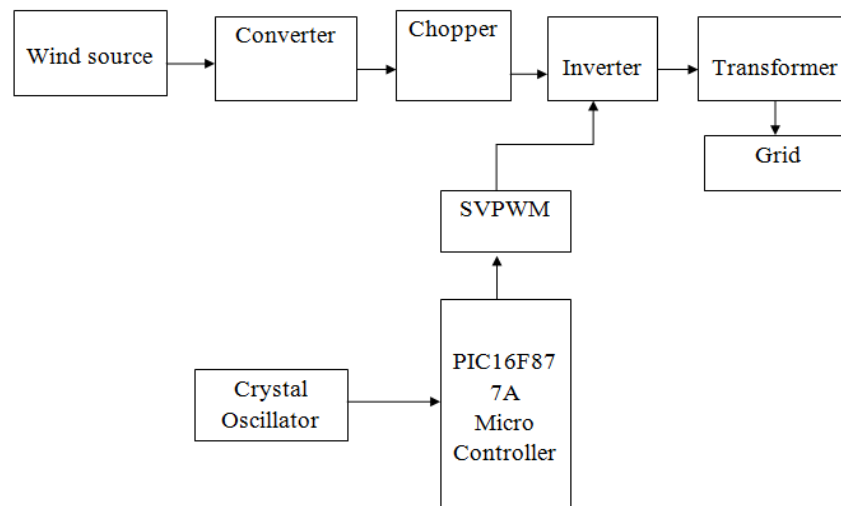 Wind source
Converter
Chopper
Inverter
Transformer
Grid
SVPWM
PIC16F87
7A
Micro
Controller
Crystal
Oscillator